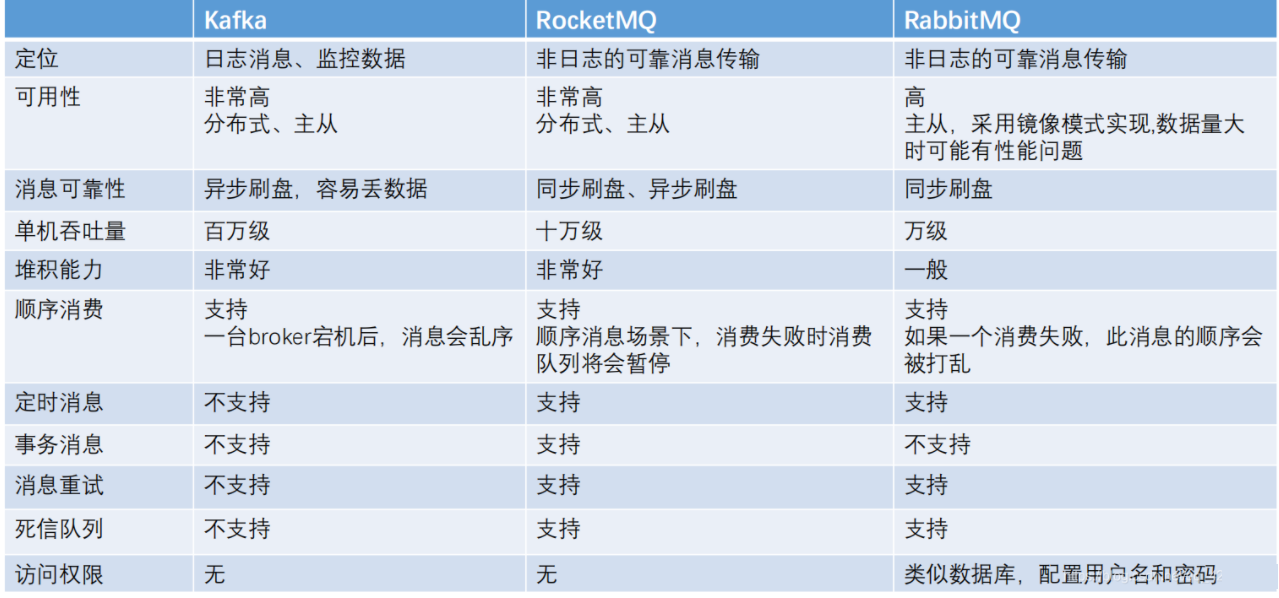 Kafka RocketMQ RabbitMQ
定位 日志消息、监控数据 非日志的可靠消息传输 非日志的可靠消息传输
可用性 非常高 非常高 高
分布式、主从 分布式、主从 主从，采用镜像模式实现,数据量大
时可能有性能问题
消息可靠性 异步刷盘，容易丢数据 同步刷盘、异步刷盘 同步刷盘
单机吞吐量 百万级 十万级 万级
堆积能力 非常好 非常好 一般
顺序消费 支持 支持 支持
一台broker宕机后，消息会乱序 顺序消息场景下，消费失败时消费 如果一个消费失败，此消息的顺序会
队列将会暂停 被打乱
定时消息 不支持 支持 支持
事务消息 不支持 支持 不支持
消息重试 不支持 支持 支持
死信队列 不支持 支持 支持
访问权限 无 无 类似数据库，配置用户名和密码